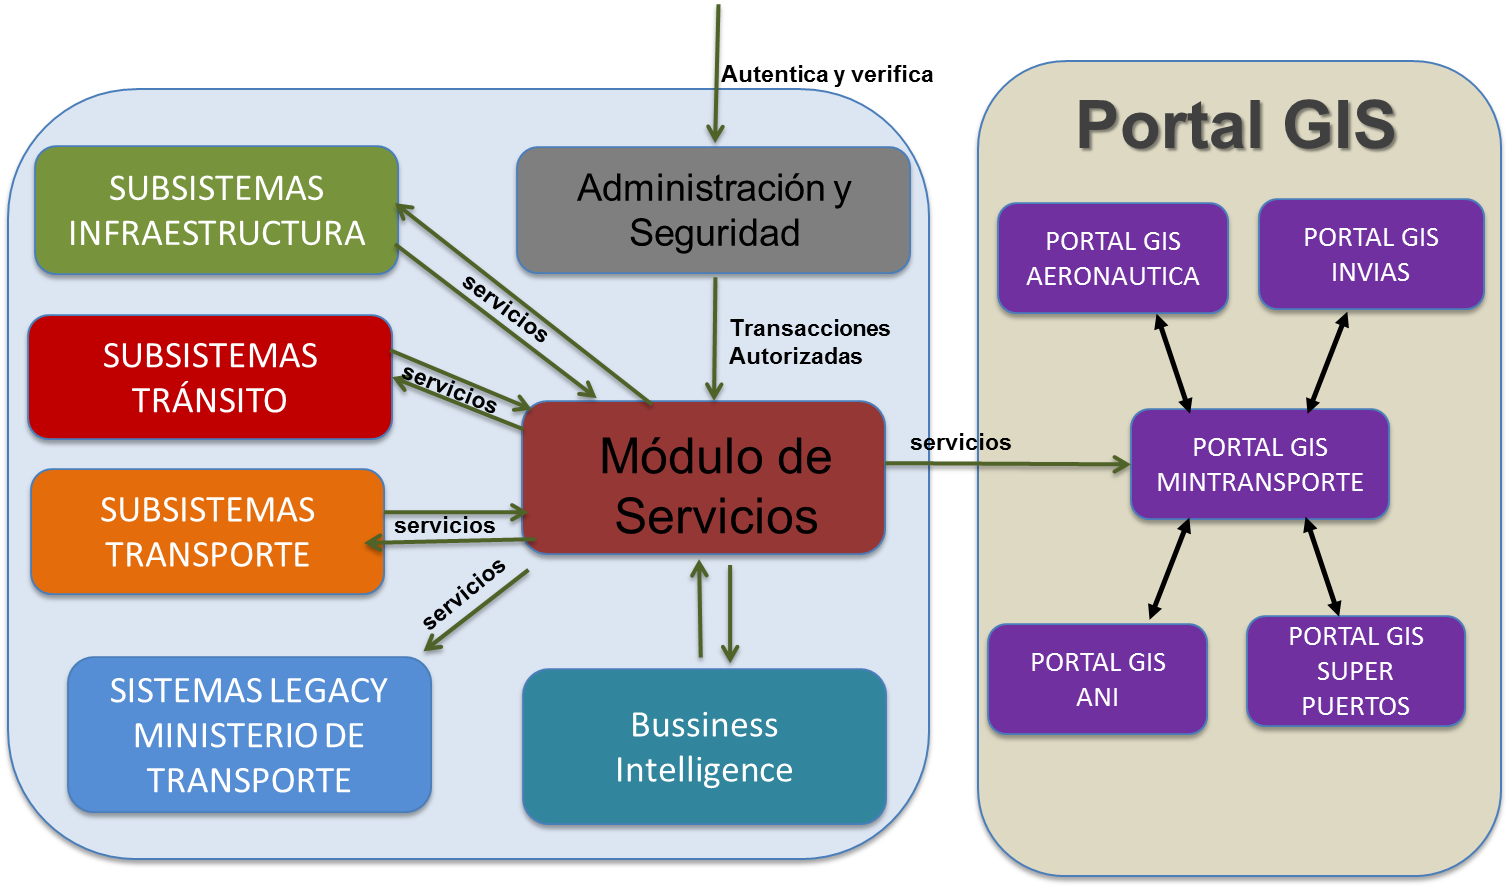 Autentica y verifica
Portal GIS
SUBSISTEMAS
INFRAESTRUCTURA
Administración y
Seguridad
servicios
Transacciones
Autorizadas
SUBSISTEMAS
TRÁNSITO
servicios
Módulo de
Servicios
servicios
SUBSISTEMAS
TRANSPORTE
servicios
servicios
SISTEMAS LEGACY
MINISTERIO DE
TRANSPORTE
Bussiness
Intelligence
PORTAL GIS
AERONAUTICA
PORTAL GIS
INVIAS
PORTAL GIS
MINTRANSPORTE
PORTAL GIS
ANI
PORTAL GIS
SUPER
PUERTOS